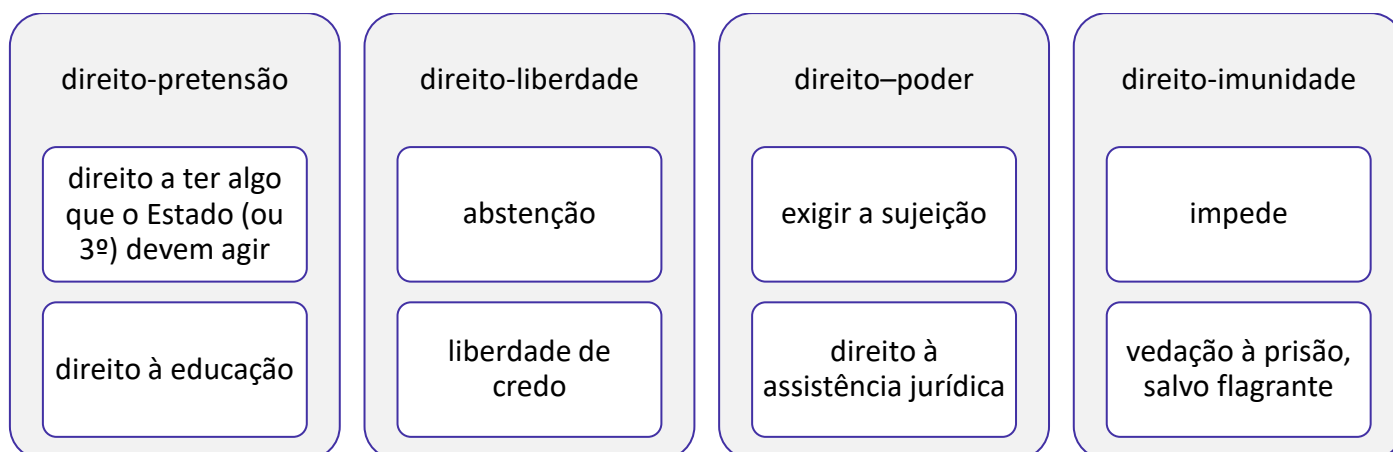 direito-pretensão
direito a ter algo
que o Estado (ou
3º) devem agir
direito à educação
direito-liberdade
abstenção
liberdade de
credo
direito–poder
exigir a sujeição
direito à
assistência jurídica
direito-imunidade
impede
vedação à prisão,
salvo flagrante